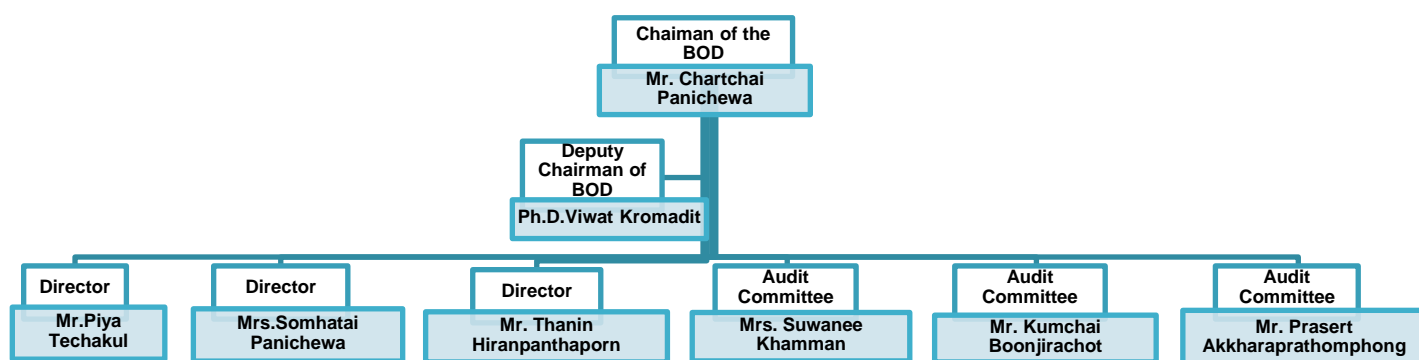 Chaiman of the
BOD
Mr. Chartchai
Panichewa
Deputy
Chairman of
BOD
Ph.D.Viwat Kromadit
Director
Mr.Piya
Techakul
Director
Mrs.Somhatai
Panichewa
Director
Mr. Thanin
Hiranpanthaporn
Audit
Committee
Mrs. Suwanee
Khamman
Audit
Committee
Mr. Kumchai
Boonjirachot
Audit
Committee
Mr. Prasert
Akkharaprathomphong